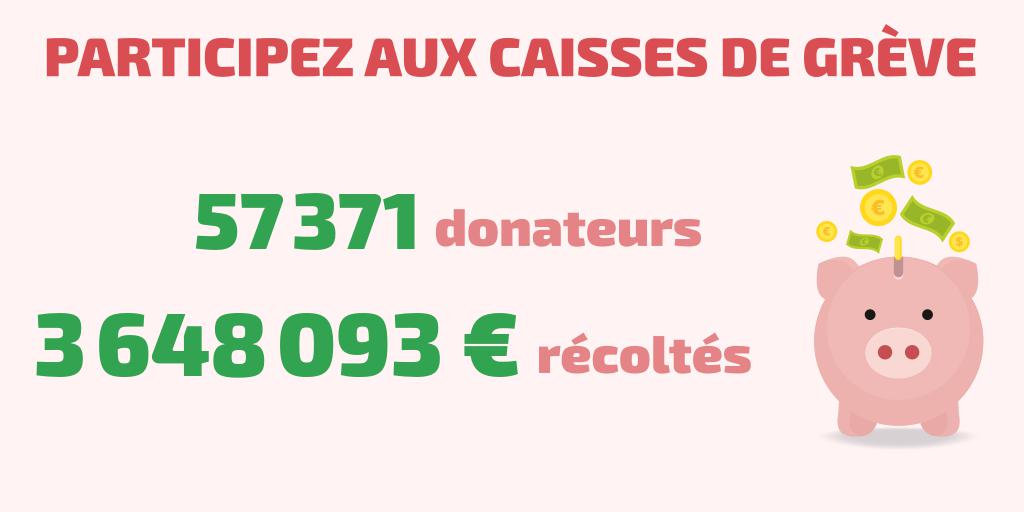 PARTICIPEZ AUX CAISSES DE GRÈVE
57 371 donateurs
3 648 093 € récoltés